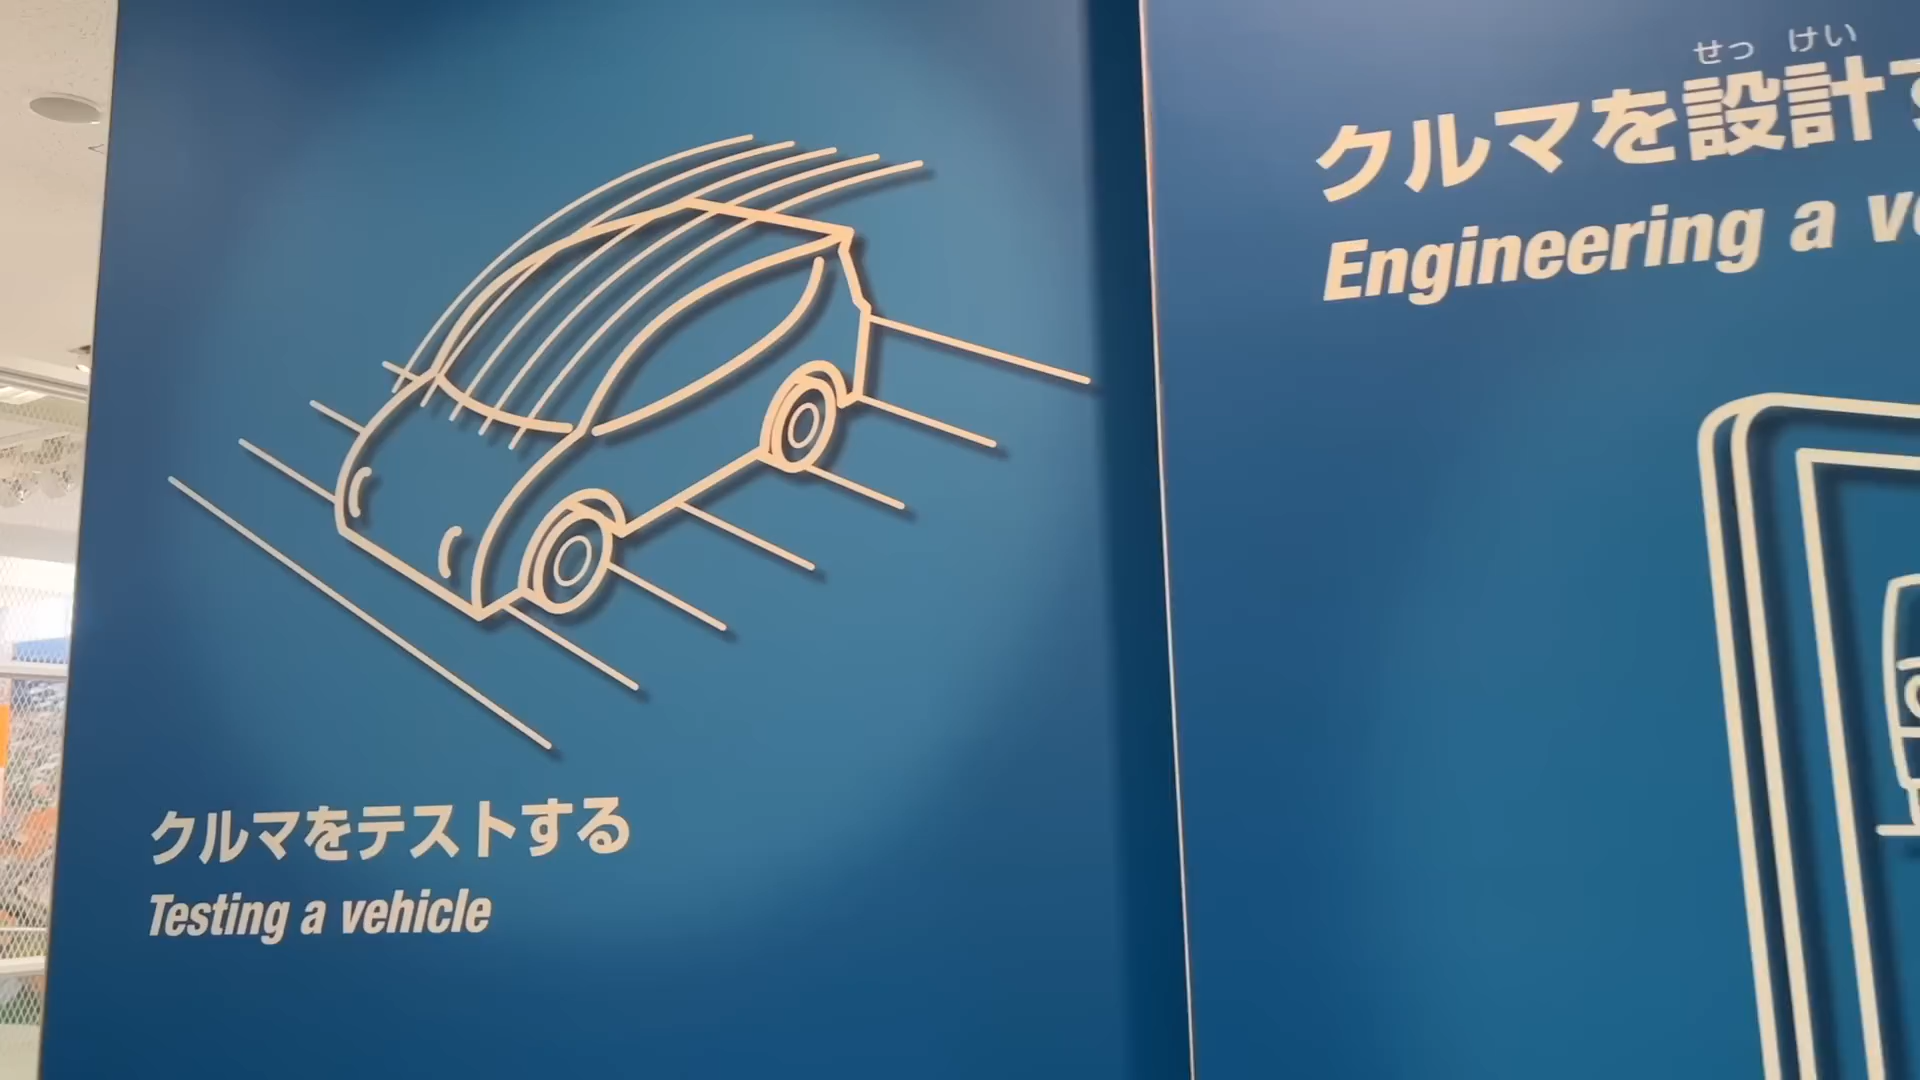 クルマをテストする
Testing a vehicle
せっ けい
クルマを設計
Engineering a